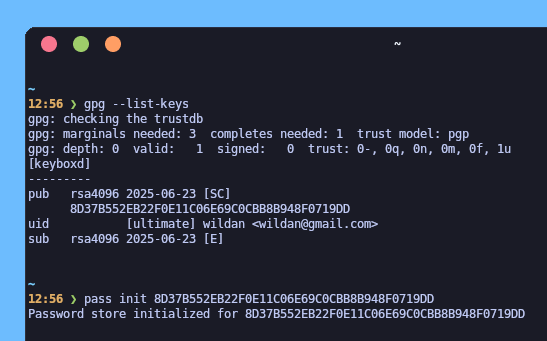 ~
~
12:56 ❯ gpg --list-keys
gpg: checking the trustdb
gpg: marginals needed: 3  completes needed: 1  trust model: pgp
gpg: depth: 0  valid:   1  signed:   0  trust: 0-, 0q, 0n, 0m, 0f, 1u
[keyboxd]
---------
pub   rsa4096 2025-06-23 [SC]
      8D37B552EB22F0E11C06E69C0CBB8B948F0719DD
uid           [ultimate] wildan <wildan@gmail.com>
sub   rsa4096 2025-06-23 [E]
~
12:56 ❯ pass init 8D37B552EB22F0E11C06E69C0CBB8B948F0719DD
Password store initialized for 8D37B552EB22F0E11C06E69C0CBB8B948F0719DD